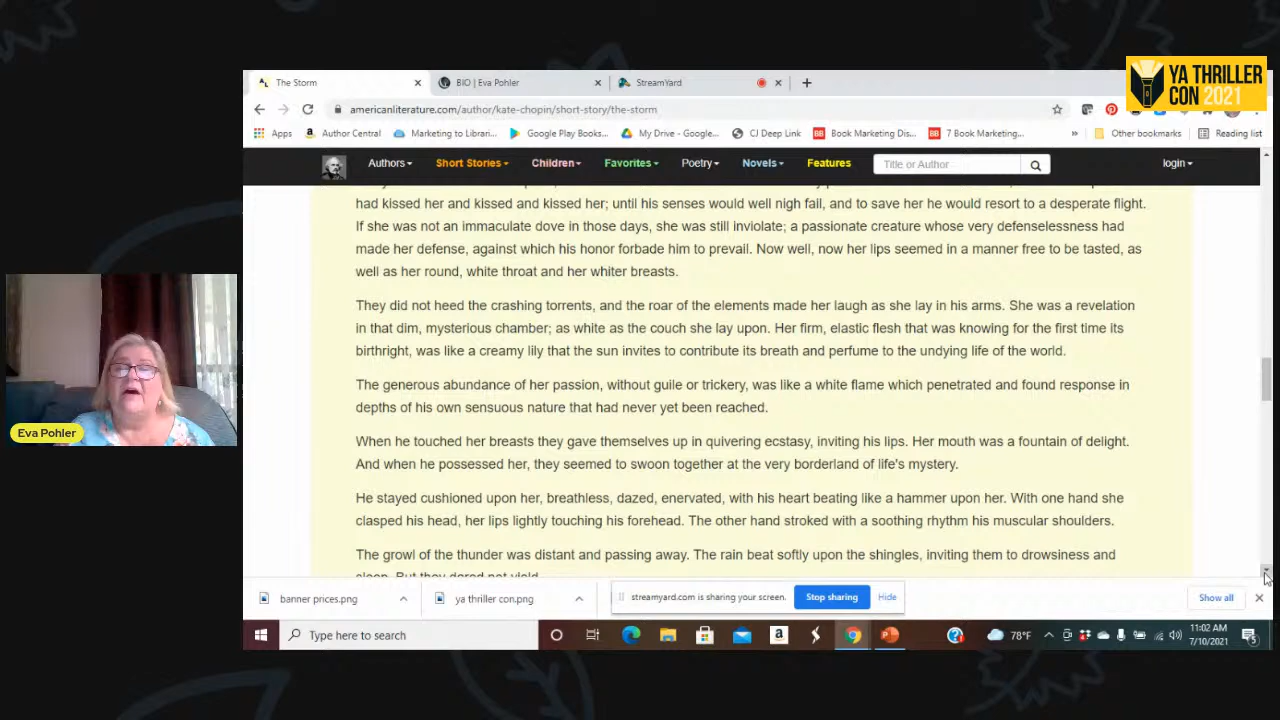 YA THRILLER
CON 2021
The Storm
BIO | Eva Pohler
StreamYard
americanliterature.com/author/kate-chopin/short-story/the-storm
Apps
Author Central
Marketing to Librari...
Google Play Books...
My Drive - Google...
CJ Deep Link
Book Marketing Dis...
7 Book Marketing...
Other bookmarks
Reading list
Authors
Short Stories
Children
Favorites
Poetry
Novels
Features
Title or Author
login
had kissed her and kissed and kissed her; until his senses would well nigh fail, and to save her he would resort to a desperate flight.
If she was not an immaculate dove in those days, she was still inviolate; a passionate creature whose very defenselessness had
made her defense, against which his honor forbade him to prevail. Now well, now her lips seemed in a manner free to be tasted, as
well as her round, white throat and her whiter breasts.
They did not heed the crashing torrents, and the roar of the elements made her laugh as she lay in his arms. She was a revelation
in that dim, mysterious chamber; as white as the couch she lay upon. Her firm, elastic flesh that was knowing for the first time its
birthright, was like a creamy lily that the sun invites to contribute its breath and perfume to the undying life of the world.
The generous abundance of her passion, without guile or trickery, was like a white flame which penetrated and found response in
depths of his own sensuous nature that had never yet been reached.
When he touched her breasts they gave themselves up in quivering ecstasy, inviting his lips. Her mouth was a fountain of delight.
And when he possessed her, they seemed to swoon together at the very borderland of life's mystery.
He stayed cushioned upon her, breathless, dazed, enervated, with his heart beating like a hammer upon her. With one hand she
clasped his head, her lips lightly touching his forehead. The other hand stroked with a soothing rhythm his muscular shoulders.
The growl of the thunder was distant and passing away. The rain beat softly upon the shingles, inviting them to drowsiness and
sleep. But they dared not yield.
Eva Pohler
banner prices.png
ya thriller con.png
streamyard.com is sharing your screen.
Stop sharing
Hide
Show all
Type here to search
78°F
11:02 AM
7/10/2021